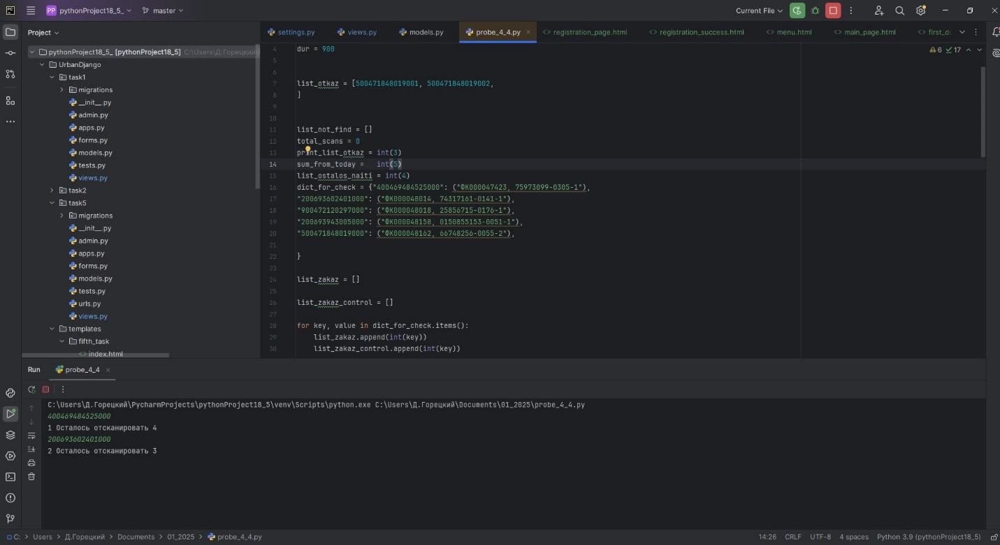 PC
PP pythonProject18_5_ master Current File
Project
settings.py views.py models.py probe_4_4.py registration_page.html registration_success.html menu.html main_page.html first_d
pythonProject18_5_ [pythonProject18_5] C:\Users\Д.Горецкий\
UrbanDjango
task1
migrations
__init__.py
admin.py
apps.py
forms.py
models.py
tests.py
views.py
task2
task5
migrations
__init__.py
admin.py
apps.py
forms.py
models.py
tests.py
urls.py
views.py
templates
fifth_task
index.html
6 17
4 dur = 900
5
6
7 list_otkaz = [500471848019001, 500471848019002,
8 ]
9
10
11 list_not_find = []
12 total_scans = 0
13 print_list_otkaz = int(3)
14 sum_from_today =   int(5)
15 list_ostalos_naiti = int(4)
16 dict_for_check = {"400469484525000": ("ФК000047423, 75973099-0305-1"),
17 "200693602401000": ("ФК000048014, 74317161-0141-1"),
18 "900472120297000": ("ФК000048018, 25856715-0176-1"),
19 "200693943005000": ("ФК000048158, 0150855153-0051-1"),
20 "500471848019000": ("ФК000048162, 66748256-0055-2"),
21
22 }
23
24 list_zakaz = []
25
26 list_zakaz_control = []
27
28 for key, value in dict_for_check.items():
29     list_zakaz.append(int(key))
30     list_zakaz_control.append(int(key))
Run probe_4_4
C:\Users\Д.Горецкий\PycharmProjects\pythonProject18_5\venv\Scripts\python.exe C:\Users\Д.Горецкий\Documents\01_2025\probe_4_4.py
400469484525000
1 Осталось отсканировать 4
200693602401000
2 Осталось отсканировать 3
C: > Users > Д.Горецкий > Documents > 01_2025 > probe_4_4.py 14:26 CRLF UTF-8 4 spaces Python 3.9 (pythonProject18_5)